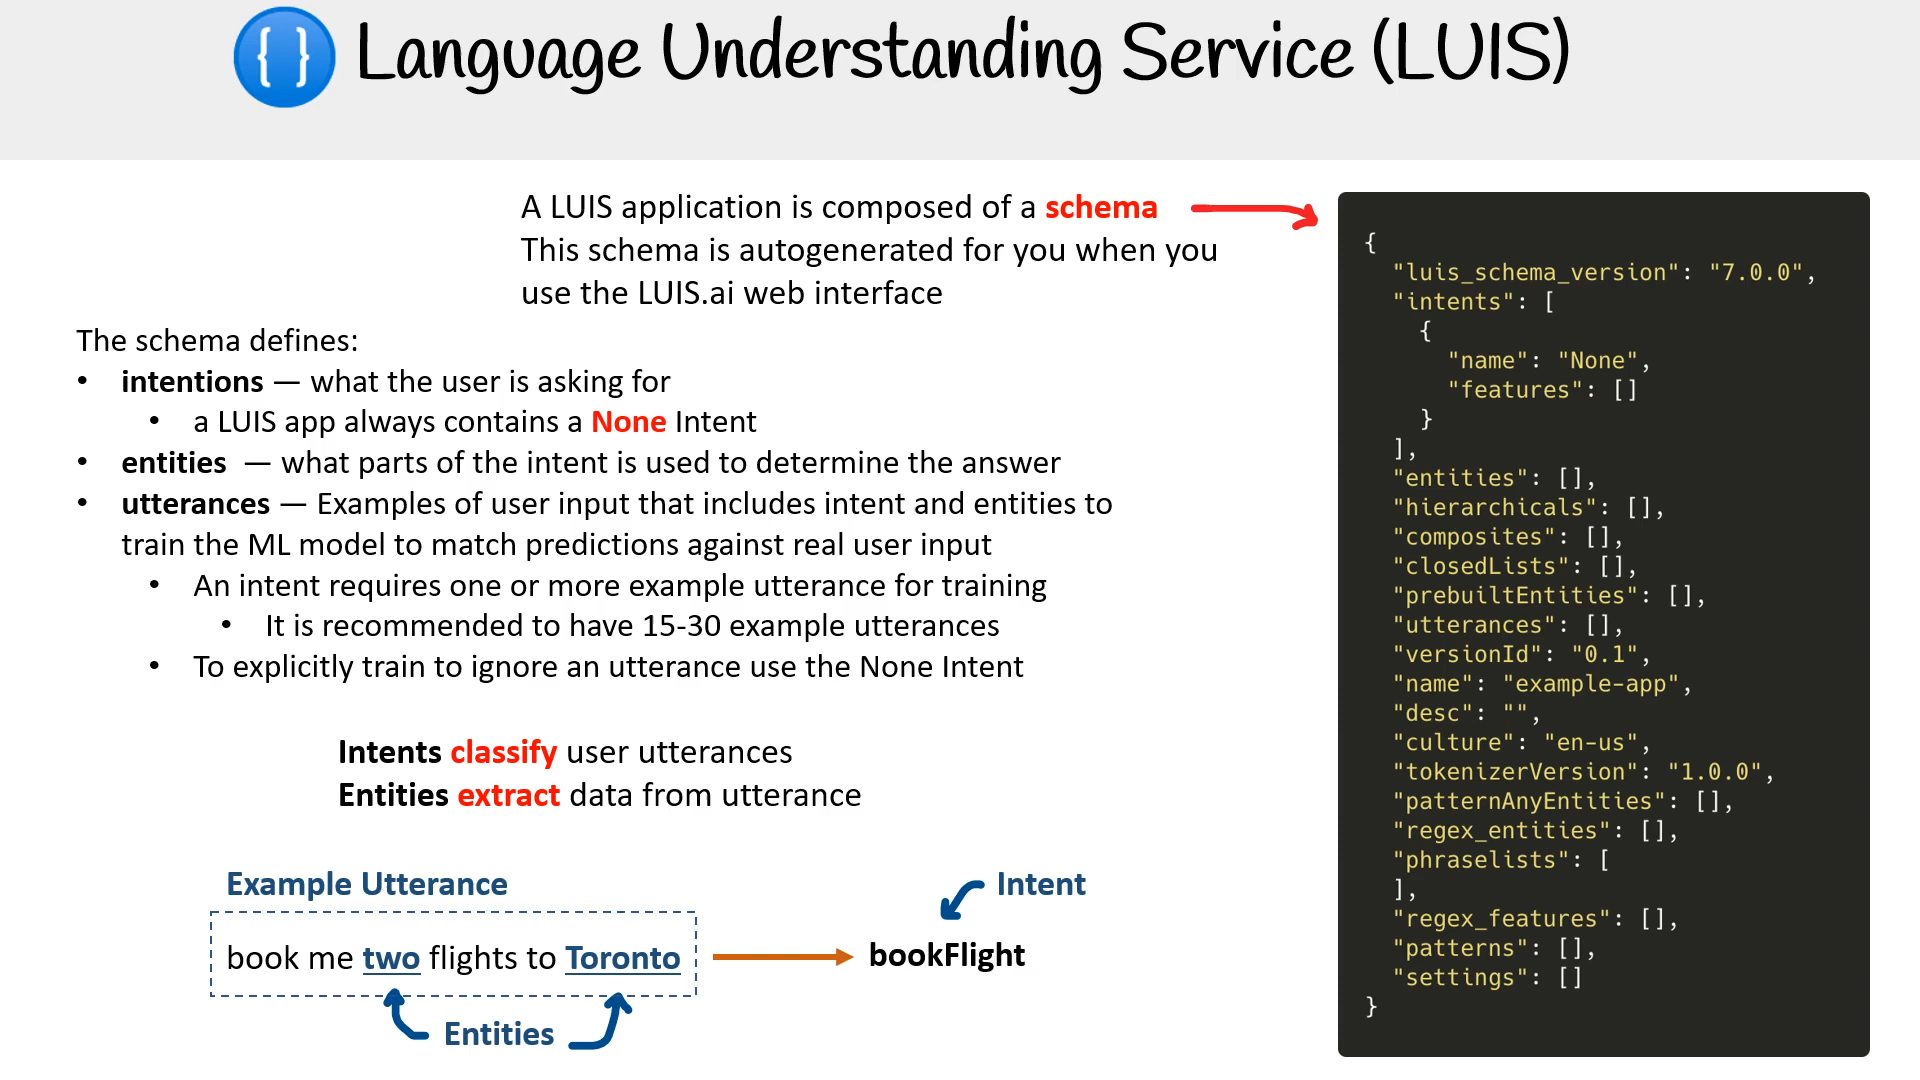 { } Language Understanding Service (LUIS)
A LUIS application is composed of a schema
This schema is autogenerated for you when you
use the LUIS.ai web interface
The schema defines:
• intentions — what the user is asking for
• a LUIS app always contains a None Intent
• entities — what parts of the intent is used to determine the answer
• utterances — Examples of user input that includes intent and entities to
train the ML model to match predictions against real user input
• An intent requires one or more example utterance for training
• It is recommended to have 15-30 example utterances
• To explicitly train to ignore an utterance use the None Intent
Intents classify user utterances
Entities extract data from utterance
Example Utterance
book me two flights to Toronto
Entities
Intent
bookFlight
{
"luis_schema_version": "7.0.0",
"intents": [
{
"name": "None",
"features": []
}
],
"entities": [],
"hierarchicals": [],
"composites": [],
"closedLists": [],
"prebuiltEntities": [],
"utterances": [],
"versionId": "0.1",
"name": "example-app",
"desc": "",
"culture": "en-us",
"tokenizerVersion": "1.0.0",
"patternAnyEntities": [],
"regex_entities": [],
"phraselists": [
],
"regex_features": [],
"patterns": [],
"settings": []
}